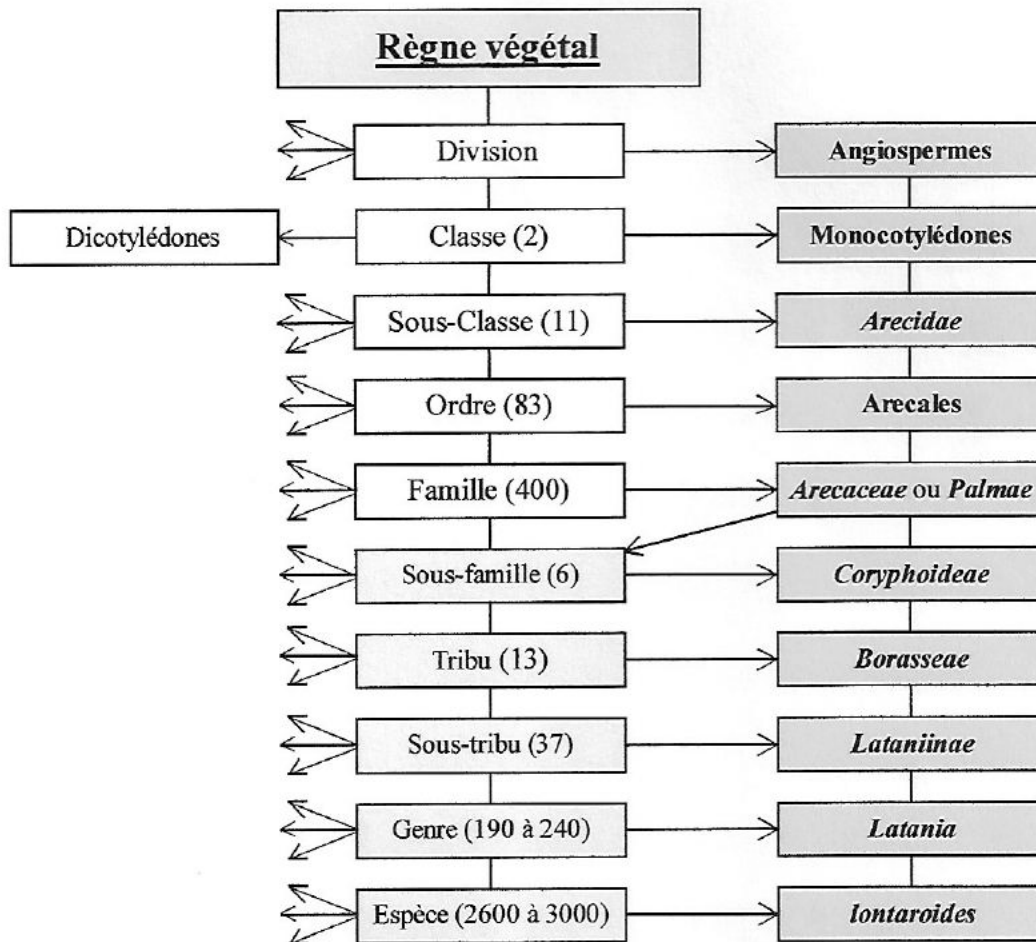 Règne végétal
Division
Angiospermes
Dicotylédones
Classe (2)
Monocotylédones
Sous-Classe (11)
Arecidae
Ordre (83)
Arecales
Famille (400)
Arecaceae ou Palmae
Sous-famille (6)
Coryphoideae
Tribu (13)
Borasseae
Sous-tribu (37)
Lataniinae
Genre (190 à 240)
Latania
Espèce (2600 à 3000)
lontaroides